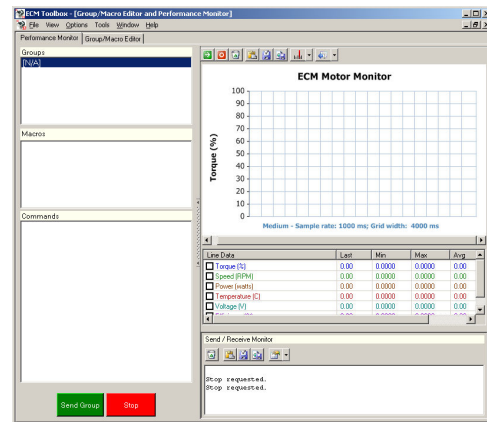 ECM Toolbox - [Group/Macro Editor and Performance Monitor]
File View Options Tools Window Help
Performance Monitor Group/Macro Editor
Groups
[N/A]
Macros
Commands
Send Group Stop
ECM Motor Monitor
Torque (%)
100
90
80
70
60
50
40
30
20
10
0
Medium - Sample rate: 1000 ms; Grid width: 4000 ms
Line Data Last Min Max Avg
Torque (%) 0.00 0.0000 0.0000 0.00
Speed (RPM) 0.00 0.0000 0.0000 0.00
Power (watts) 0.00 0.0000 0.0000 0.00
Temperature (C) 0.00 0.0000 0.0000 0.00
Voltage (V) 0.00 0.0000 0.0000 0.00
Send / Receive Monitor
Stop requested.
Stop requested.